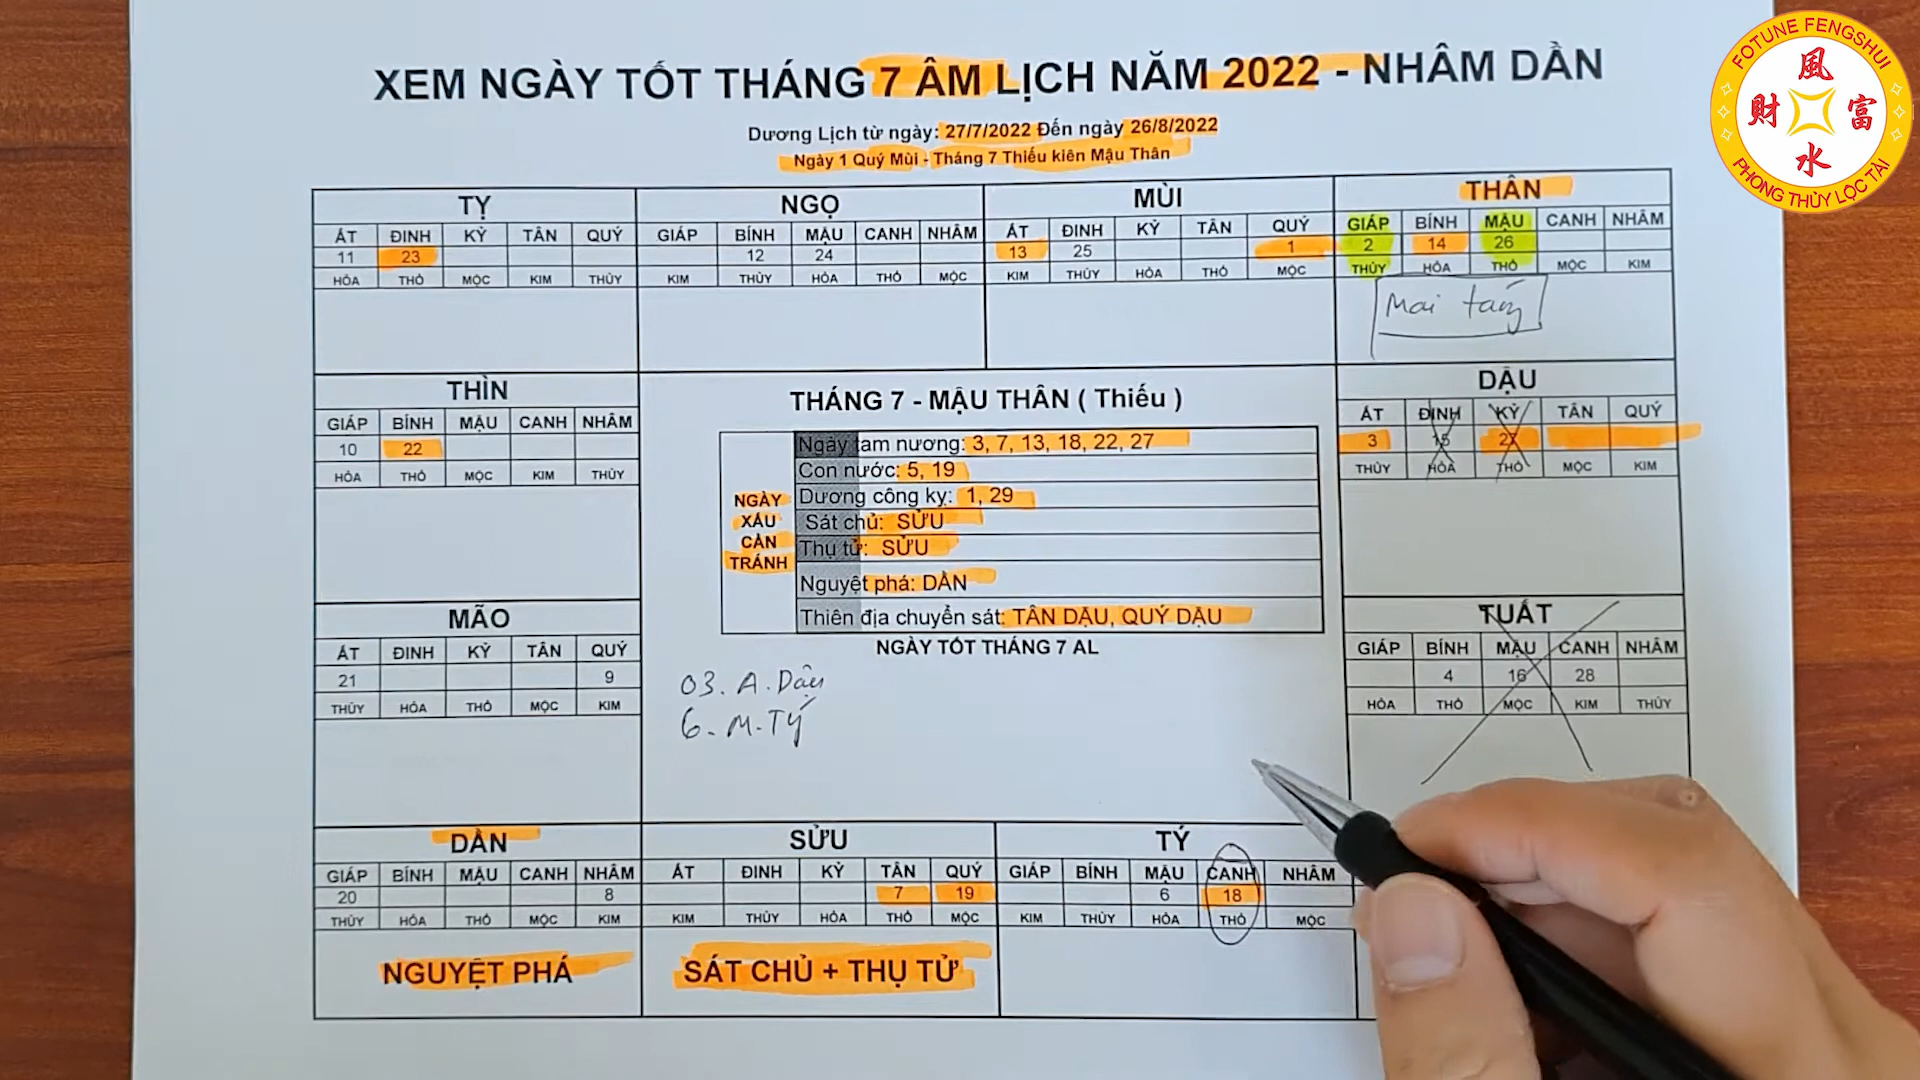 XEM NGÀY TỐT THÁNG 7 ÂM LỊCH NĂM 2022 - NHÂM DẦN
Dương Lịch từ ngày: 27/7/2022 Đến ngày 26/8/2022
Ngày 1 Quý Mùi - Tháng 7 Thiếu kiên Mậu Thân
FOTUNE FENGSHUI
風
財 富
水
PHONG THỦY LỘC TÀI
TỴ
ẤT ĐINH KỶ TÂN QUÝ
11 23
HỎA THỔ MỘC KIM THỦY
NGỌ
GIÁP BÍNH MẬU CANH NHÂM
12 24
KIM THỦY HỎA THỔ MỘC
MÙI
ẤT ĐINH KỶ TÂN QUÝ
13 25 1
KIM THỦY HỎA THỔ MỘC
THÂN
GIÁP BÍNH MẬU CANH NHÂM
2 14 26
THỦY HỎA THỔ MỘC KIM
Mai táng
THÌN
GIÁP BÍNH MẬU CANH NHÂM
10 22
HỎA THỔ MỘC KIM THỦY
THÁNG 7 - MẬU THÂN ( Thiếu )
NGÀY XẤU CẦN TRÁNH
Ngày tam nương: 3, 7, 13, 18, 22, 27
Con nước: 5, 19
Dương công kỵ: 1, 29
Sát chủ: SỬU
Thụ tử: SỬU
Nguyệt phá: DẦN
Thiên địa chuyển sát: TÂN DẬU, QUÝ DẬU
NGÀY TỐT THÁNG 7 AL
03. A. Dậu
6. M. Tý
DẬU
ẤT ĐINH KỶ TÂN QUÝ
3 15 27
THỦY HỎA THỔ MỘC KIM
MÃO
ẤT ĐINH KỶ TÂN QUÝ
21 9
THỦY HỎA THỔ MỘC KIM
TUẤT
GIÁP BÍNH MẬU CANH NHÂM
4 16 28
HỎA THỔ MỘC KIM THỦY
DẦN
GIÁP BÍNH MẬU CANH NHÂM
20 8
THỦY HỎA THỔ MỘC KIM
NGUYỆT PHÁ
SỬU
ẤT ĐINH KỶ TÂN QUÝ
7 19
KIM THỦY HỎA THỔ MỘC
SÁT CHỦ + THỤ TỬ
TÝ
GIÁP BÍNH MẬU CANH NHÂM
6 18
KIM THỦY HỎA THỔ MỘC